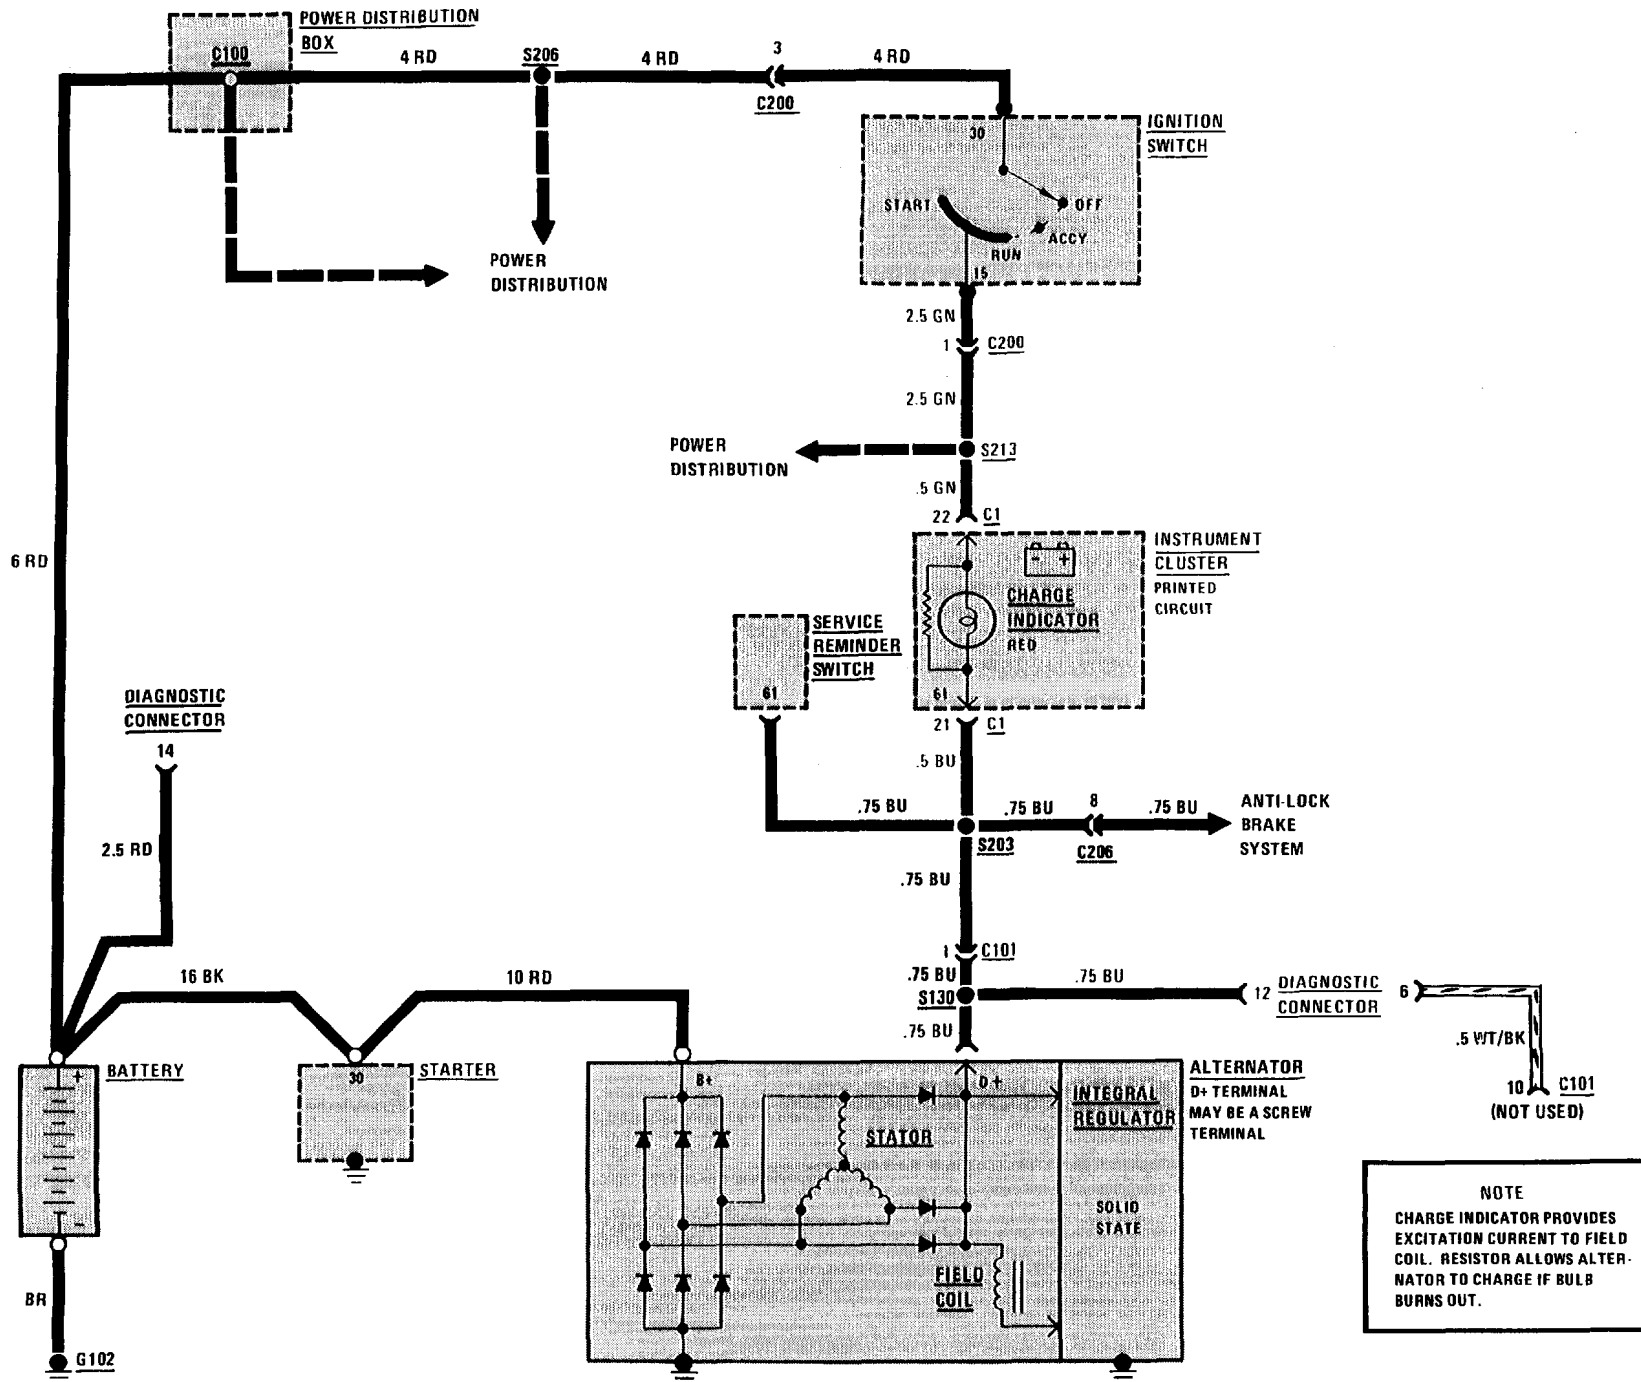 POWER DISTRIBUTION
BOX
C100
4 RD
S206
4 RD
3
C200
4 RD
IGNITION
SWITCH
30
START
OFF
ACCY
RUN
15
POWER
DISTRIBUTION
2.5 GN
1
C200
2.5 GN
POWER
DISTRIBUTION
S213
.5 GN
22
C1
INSTRUMENT
CLUSTER
PRINTED
CIRCUIT
- +
CHARGE
INDICATOR
RED
6 RD
SERVICE
REMINDER
SWITCH
61
61
21
C1
.5 BU
DIAGNOSTIC
CONNECTOR
14
2.5 RD
.75 BU
.75 BU
8
.75 BU
ANTI-LOCK
BRAKE
SYSTEM
S203
C206
.75 BU
1
C101
.75 BU
S130
.75 BU
.75 BU
12
DIAGNOSTIC
CONNECTOR
6
.5 WT/BK
10
C101
(NOT USED)
16 BK
10 RD
BATTERY
+
-
STARTER
30
B+
D +
STATOR
FIELD
COIL
INTEGRAL
REGULATOR
SOLID
STATE
ALTERNATOR
D+ TERMINAL
MAY BE A SCREW
TERMINAL
BR
G102
NOTE
CHARGE INDICATOR PROVIDES
EXCITATION CURRENT TO FIELD
COIL. RESISTOR ALLOWS ALTER-
NATOR TO CHARGE IF BULB
BURNS OUT.